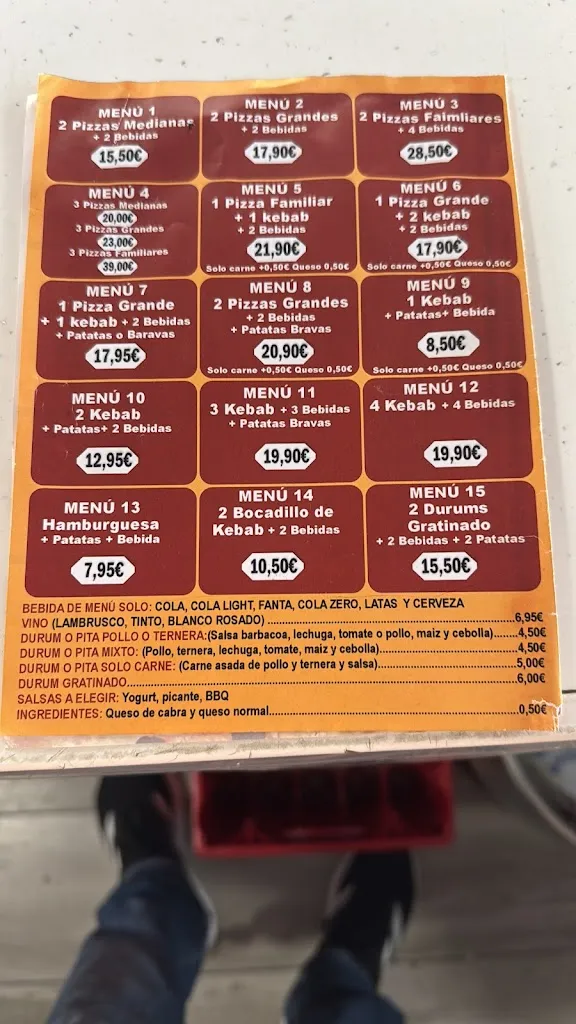 MENÚ 1
2 Pizzas Medianas
+ 2 Bebidas
15,50€
MENÚ 2
2 Pizzas Grandes
+ 2 Bebidas
17,90€
MENÚ 3
2 Pizzas Faimliares
+ 4 Bebidas
28,50€
MENÚ 4
3 Pizzas Medianas
20,00€
3 Pizzas Grandes
23,00€
3 Pizzas Familiares
39,00€
MENÚ 5
1 Pizza Familiar
+ 1 kebab
+ 2 Bebidas
21,90€
Solo carne +0,50€ Queso 0,50€
MENÚ 6
1 Pizza Grande
+ 2 kebab
+ 2 Bebidas
17,90€
Solo carne +0,50€ Queso 0,50€
MENÚ 7
1 Pizza Grande
+ 1 kebab + 2 Bebidas
+ Patatas o Baravas
17,95€
MENÚ 8
2 Pizzas Grandes
+ 2 Bebidas
+ Patatas Bravas
20,90€
Solo carne +0,50€ Queso 0,50€
MENÚ 9
1 Kebab
+ Patatas+ Bebida
8,50€
Solo carne +0,50€ Queso 0,50€
MENÚ 10
2 Kebab
+ Patatas+ 2 Bebidas
12,95€
MENÚ 11
3 Kebab + 3 Bebidas
+ Patatas Bravas
19,90€
MENÚ 12
4 Kebab + 4 Bebidas
19,90€
MENÚ 13
Hamburguesa
+ Patatas + Bebida
7,95€
MENÚ 14
2 Bocadillo de
Kebab + 2 Bebidas
10,50€
MENÚ 15
2 Durums
Gratinado
+ 2 Bebidas + 2 Patatas
15,50€
BEBIDA DE MENÚ SOLO: COLA, COLA LIGHT, FANTA, COLA ZERO, LATAS Y CERVEZA
VINO (LAMBRUSCO, TINTO, BLANCO ROSADO) ........................ 6,95€
DURUM O PITA POLLO O TERNERA:(Salsa barbacoa, lechuga, tomate o pollo, maiz y cebolla).......4,50€
DURUM O PITA MIXTO: (Pollo, ternera, lechuga, tomate, maiz y cebolla)........................4,50€
DURUM O PITA SOLO CARNE: (Carne asada de pollo y ternera y salsa)........................5,00€
DURUM GRATINADO........................6,00€
SALSAS A ELEGIR: Yogurt, picante, BBQ
INGREDIENTES: Queso de cabra y queso normal........................0,50€